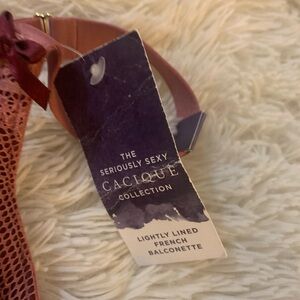 THE
SERIOUSLY SEXY
CACIQUE
COLLECTION
LIGHTLY LINED
FRENCH
BALCONETTE